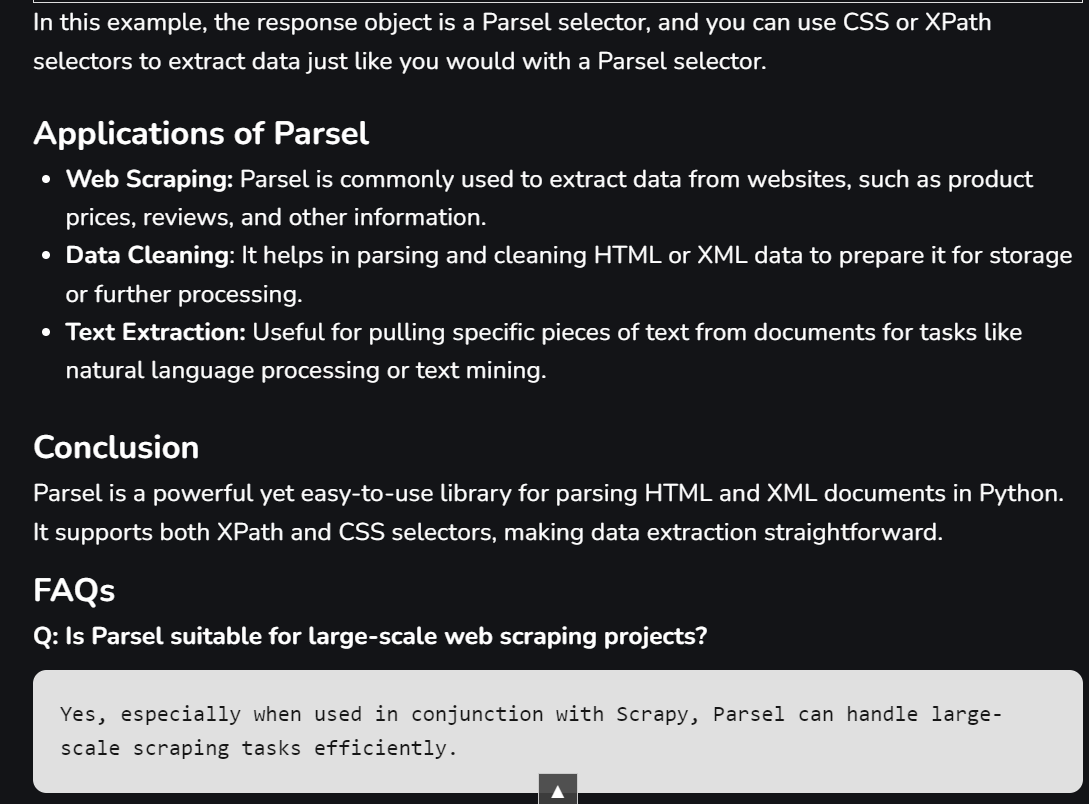 In this example, the response object is a Parsel selector, and you can use CSS or XPath
selectors to extract data just like you would with a Parsel selector.
Applications of Parsel
• Web Scraping: Parsel is commonly used to extract data from websites, such as product
prices, reviews, and other information.
• Data Cleaning: It helps in parsing and cleaning HTML or XML data to prepare it for storage
or further processing.
• Text Extraction: Useful for pulling specific pieces of text from documents for tasks like
natural language processing or text mining.
Conclusion
Parsel is a powerful yet easy-to-use library for parsing HTML and XML documents in Python.
It supports both XPath and CSS selectors, making data extraction straightforward.
FAQs
Q: Is Parsel suitable for large-scale web scraping projects?
Yes, especially when used in conjunction with Scrapy, Parsel can handle large-
scale scraping tasks efficiently.